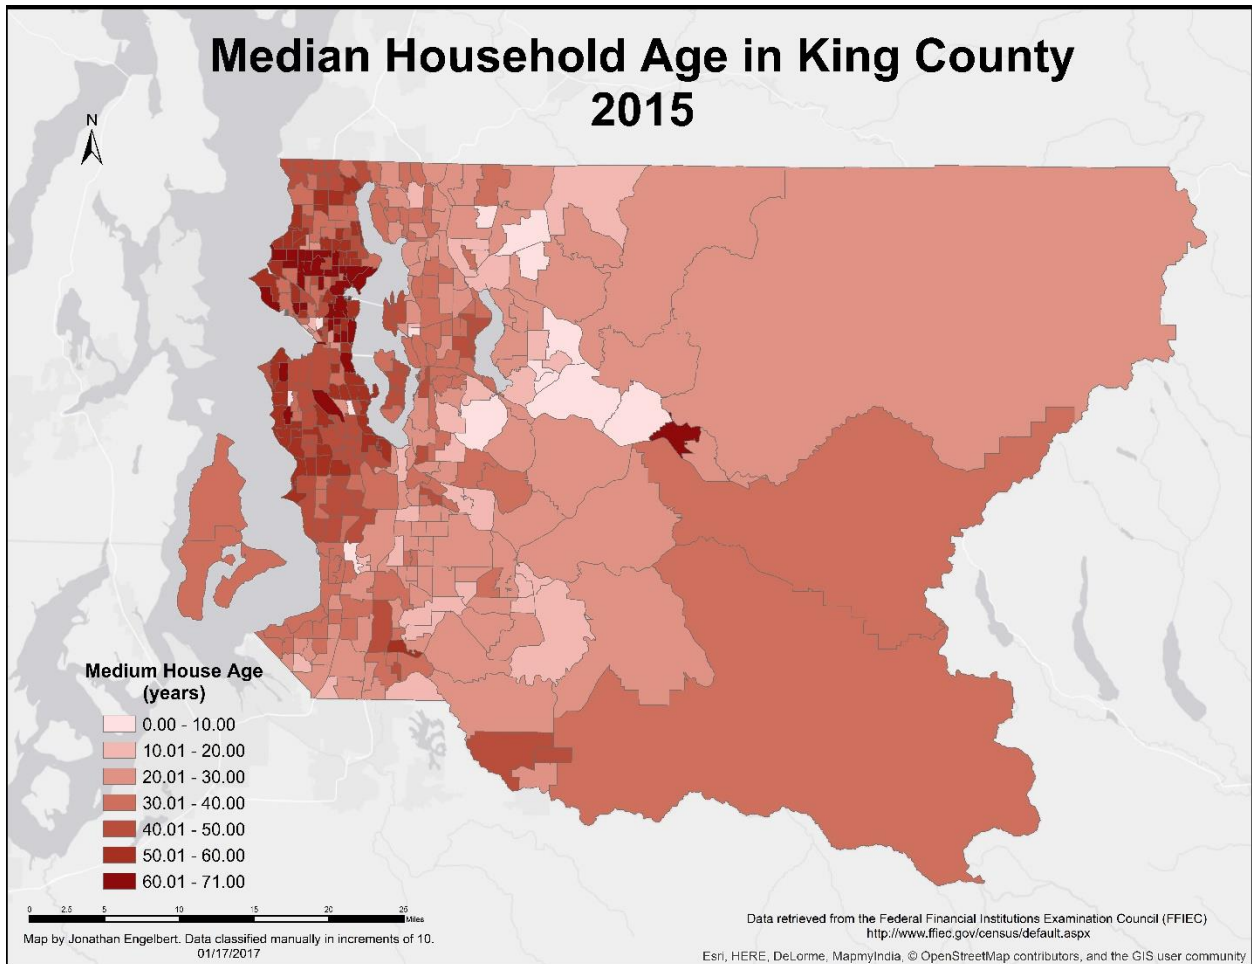 Median Household Age in King County
2015
N
Medium House Age
(years)
0.00 - 10.00
10.01 - 20.00
20.01 - 30.00
30.01 - 40.00
40.01 - 50.00
50.01 - 60.00
60.01 - 71.00
0 2.5 5 10 15 20 25
Miles
Map by Jonathan Engelbert. Data classified manually in increments of 10.
01/17/2017
Data retrieved from the Federal Financial Institutions Examination Council (FFIEC)
http://www.ffiec.gov/census/default.aspx
Esri, HERE, DeLorme, MapmyIndia, © OpenStreetMap contributors, and the GIS user community